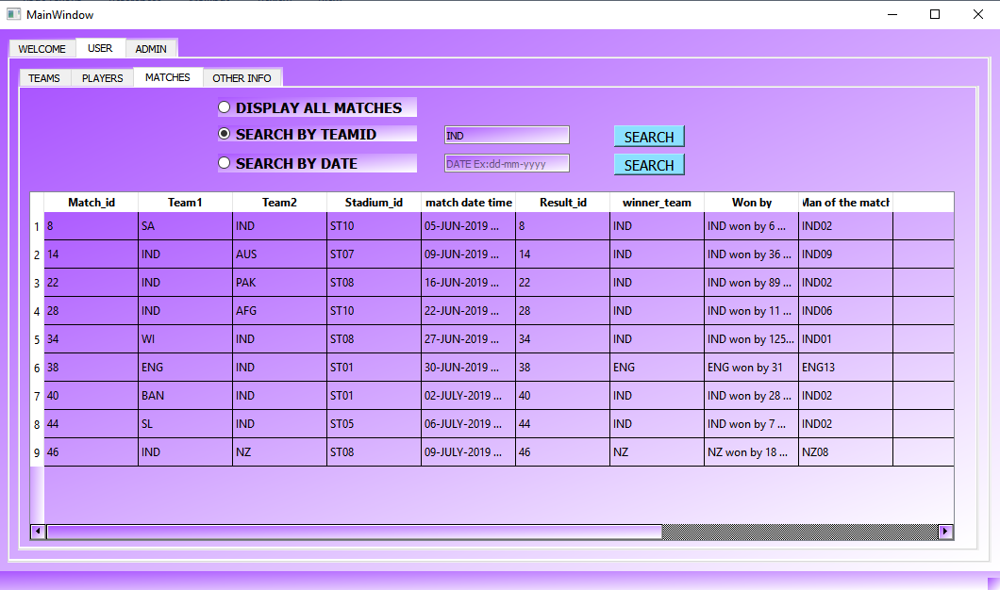 MainWindow
WELCOME USER ADMIN
TEAMS PLAYERS MATCHES OTHER INFO
DISPLAY ALL MATCHES
SEARCH BY TEAMID IND SEARCH
SEARCH BY DATE DATE Ex:dd-mm-yyyy SEARCH
Match_id Team1 Team2 Stadium_id match date time Result_id winner_team Won by Man of the match
1 8 SA IND ST10 05-JUN-2019 ... 8 IND IND won by 6 ... IND02
2 14 IND AUS ST07 09-JUN-2019 ... 14 IND IND won by 36 ... IND09
3 22 IND PAK ST08 16-JUN-2019 ... 22 IND IND won by 89 ... IND02
4 28 IND AFG ST10 22-JUN-2019 ... 28 IND IND won by 11 ... IND06
5 34 WI IND ST08 27-JUN-2019 ... 34 IND IND won by 125... IND01
6 38 ENG IND ST01 30-JUN-2019 ... 38 ENG ENG won by 31 ENG13
7 40 BAN IND ST01 02-JULY-2019 ... 40 IND IND won by 28 ... IND02
8 44 SL IND ST05 06-JULY-2019 ... 44 IND IND won by 7 ... IND02
9 46 IND NZ ST08 09-JULY-2019 ... 46 NZ NZ won by 18 ... NZ08